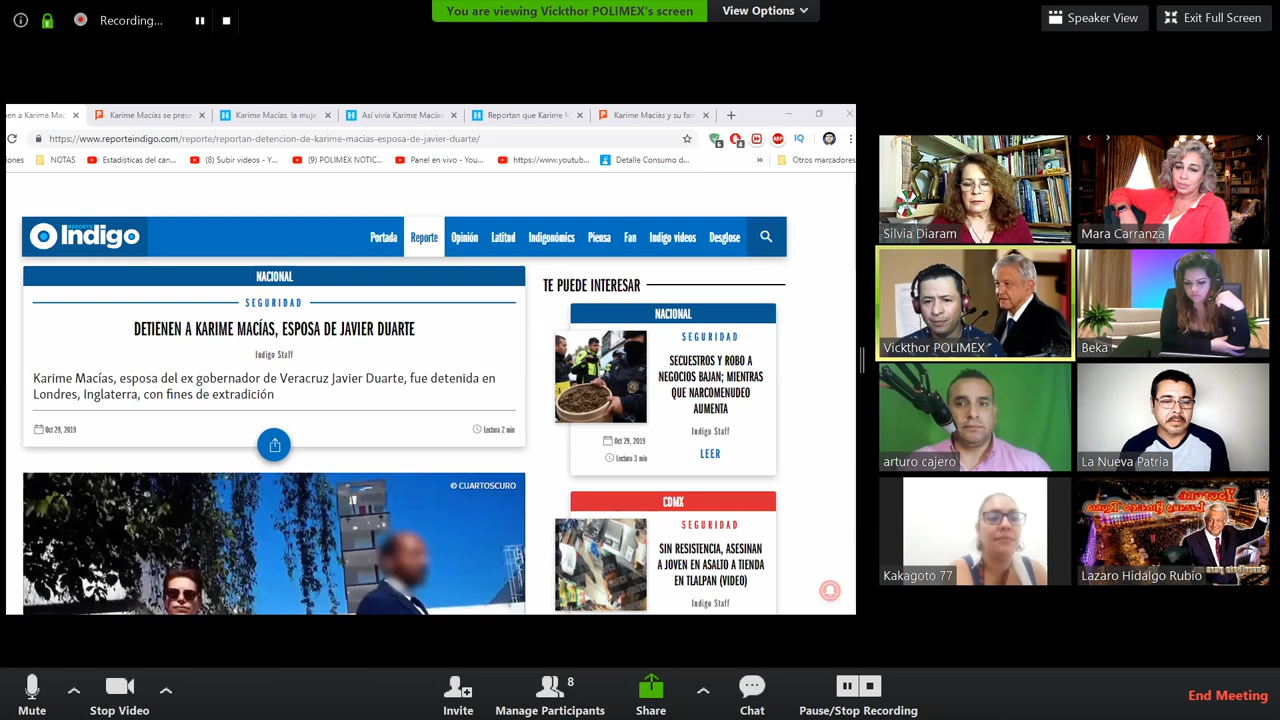 Recording...
You are viewing Vickthor POLIMEX's screen
View Options
Speaker View
Exit Full Screen
en a Karime Mac
Karime Macías se prese
Karime Macías, la muje
Así vivía Karime Macías
Reportan que Karime M
Karime Macías y su fam
https://www.reporteindigo.com/reporte/reportan-detencion-de-karime-macias-esposa-de-javier-duarte/
ciones
NOTAS
Estadísticas del can...
(8) Subir videos - Y...
(9) POLIMEX NOTIC...
Panel en vivo - You...
https://www.youtub...
Detalle Consumo d...
»
Otros marcadores
REPORTE
Indigo
Portada
Reporte
Opinión
Latitud
Indigonómics
Piensa
Fan
Indigo videos
Desglose
NACIONAL
SEGURIDAD
DETIENEN A KARIME MACÍAS, ESPOSA DE JAVIER DUARTE
Indigo Staff
Karime Macías, esposa del ex gobernador de Veracruz Javier Duarte, fue detenida en
Londres, Inglaterra, con fines de extradición
Oct 29, 2019
Lectura 2 min
© CUARTOSCURO
TE PUEDE INTERESAR
NACIONAL
SEGURIDAD
SECUESTROS Y ROBO A
NEGOCIOS BAJAN; MIENTRAS
QUE NARCOMENUDEO
AUMENTA
Indigo Staff
Oct 29, 2019
Lectura 3 min
LEER
CDMX
SEGURIDAD
SIN RESISTENCIA, ASESINAN
A JOVEN EN ASALTO A TIENDA
EN TLALPAN (VIDEO)
Indigo Staff
Silvia Diaram
Mara Carranza
Vickthor POLIMEX
Beka
arturo cajero
La Nueva Patria
Kakagoto 77
Lazaro Hidalgo Rubio
Mute
Stop Video
Invite
8
Manage Participants
Share
Chat
Pause/Stop Recording
End Meeting